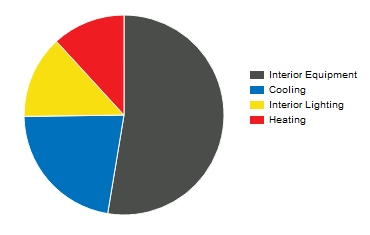 Interior Equipment
Cooling
Interior Lighting
Heating